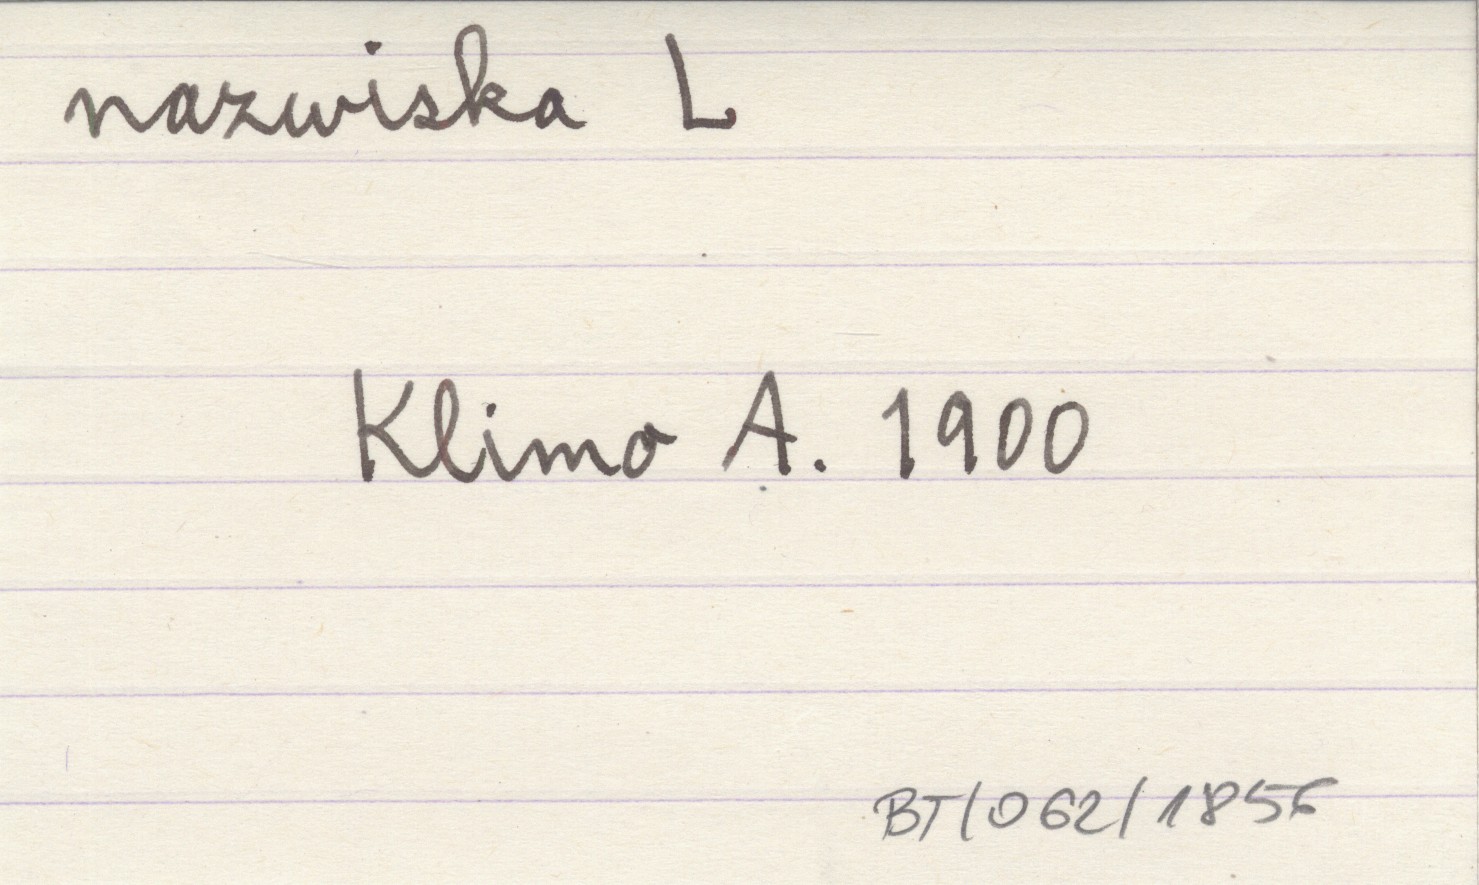 nazwiska L
Klimo A. 1900
BT/062/1856